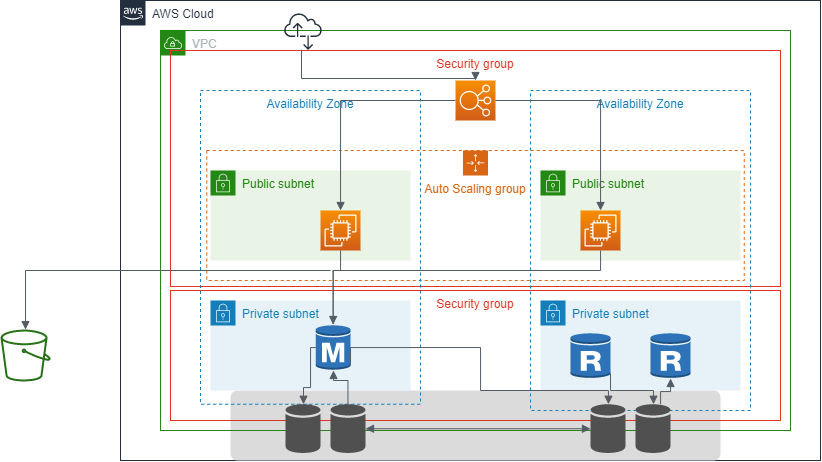 aws
AWS Cloud
VPC
Security group
Availability Zone
Availability Zone
Public subnet
Auto Scaling group
Public subnet
Private subnet
Security group
Private subnet
M
R
R